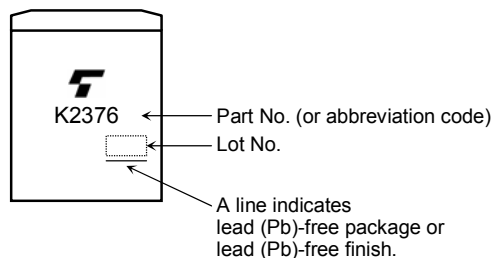 K2376
Part No. (or abbreviation code)
Lot No.
A line indicates
lead (Pb)-free package or
lead (Pb)-free finish.